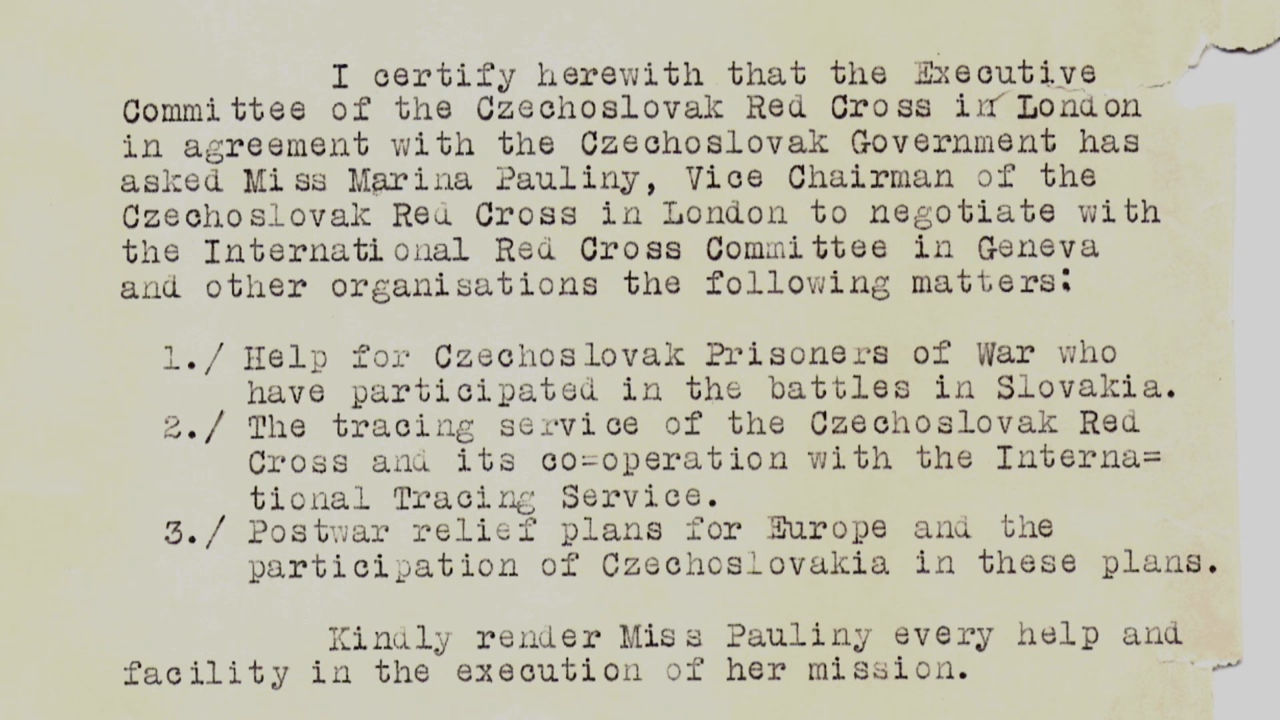 I certify herewith that the Executive
Committee of the Czechoslovak Red Cross in London
in agreement with the Czechoslovak Government has
asked Miss Marina Pauliny, Vice Chairman of the
Czechoslovak Red Cross in London to negotiate with
the International Red Cross Committee in Geneva
and other organisations the following matters:
1./ Help for Czechoslovak Prisoners of War who
have participated in the battles in Slovakia.
2./ The tracing service of the Czechoslovak Red
Cross and its co=operation with the Interna=
tional Tracing Service.
3./ Postwar relief plans for Europe and the
participation of Czechoslovakia in these plans.
Kindly render Miss Pauliny every help and
facility in the execution of her mission.